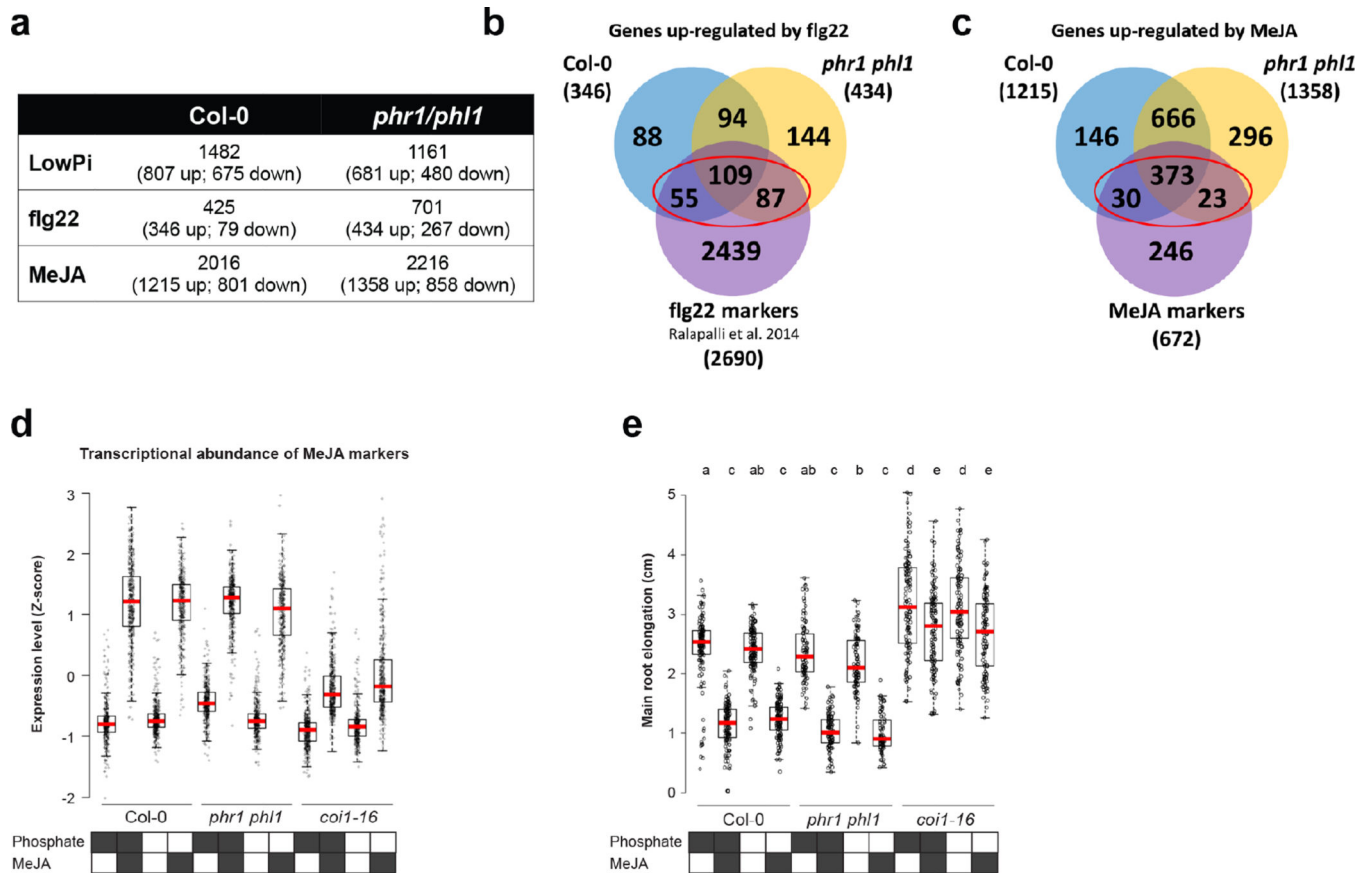 a
Col-0 phr1/phl1
LowPi 1482 1161
(807 up; 675 down) (681 up; 480 down)
flg22 425 701
(346 up; 79 down) (434 up; 267 down)
MeJA 2016 2216
(1215 up; 801 down) (1358 up; 858 down)
b
Genes up-regulated by flg22
Col-0 phr1 phl1
(346) (434)
88 94 144
109
55 87
2439
flg22 markers
Ralapalli et al. 2014
(2690)
c
Genes up-regulated by MeJA
Col-0 phr1 phl1
(1215) (1358)
146 666 296
373
30 23
246
MeJA markers
(672)
d
Transcriptional abundance of MeJA markers
Expression level (Z-score)
3
2
1
0
-1
-2
Col-0 phr1 phl1 coi1-16
Phosphate
MeJA
e
a c ab c ab c b c d e d e
Main root elongation (cm)
5
4
3
2
1
0
Col-0 phr1 phl1 coi1-16
Phosphate
MeJA